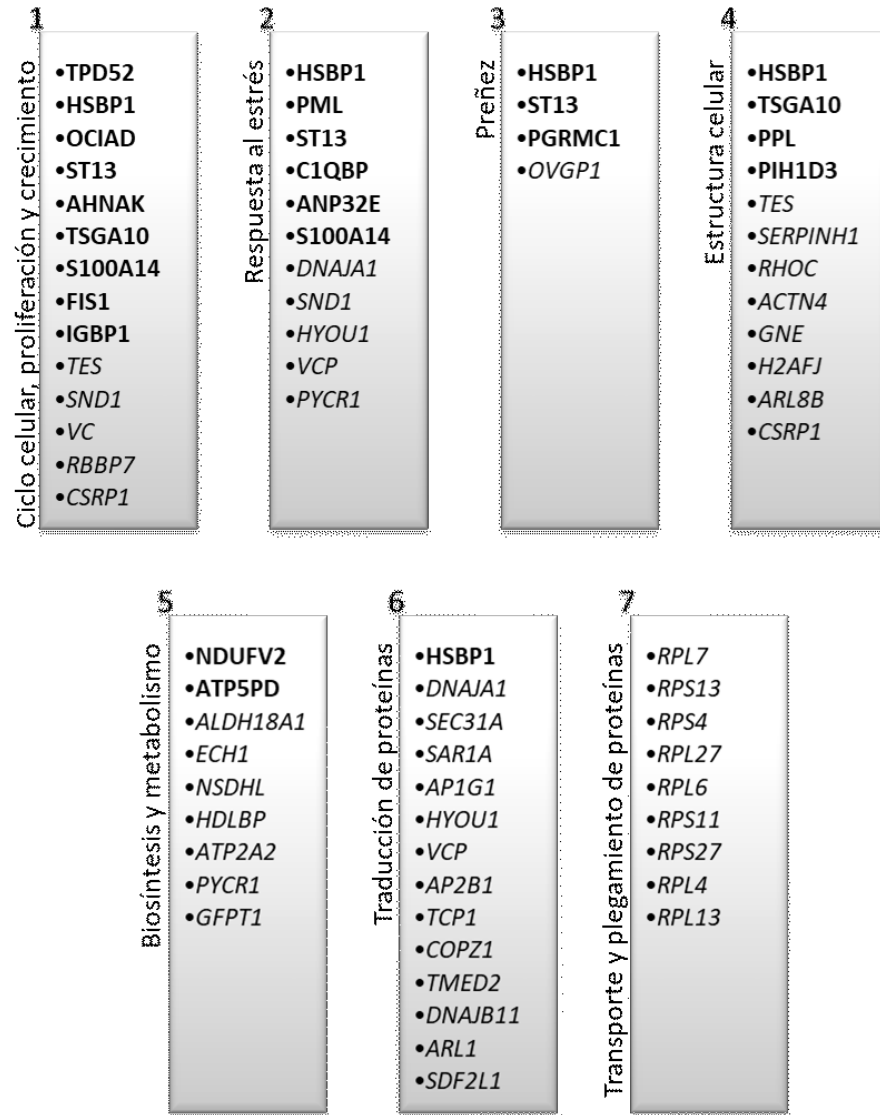 1
Ciclo celular, proliferación y crecimiento
•TPD52
•HSBP1
•OCIAD
•ST13
•AHNAK
•TSGA10
•S100A14
•FIS1
•IGBP1
•TES
•SND1
•VC
•RBBP7
•CSRP1
2
Respuesta al estrés
•HSBP1
•PML
•ST13
•C1QBP
•ANP32E
•S100A14
•DNAJA1
•SND1
•HYOU1
•VCP
•PYCR1
3
Preñez
•HSBP1
•ST13
•PGRMC1
•OVGP1
4
Estructura celular
•HSBP1
•TSGA10
•PPL
•PIH1D3
•TES
•SERPINH1
•RHOC
•ACTN4
•GNE
•H2AFJ
•ARL8B
•CSRP1
5
Biosíntesis y metabolismo
•NDUFV2
•ATP5PD
•ALDH18A1
•ECH1
•NSDHL
•HDLBP
•ATP2A2
•PYCR1
•GFPT1
6
Traducción de proteínas
•HSBP1
•DNAJA1
•SEC31A
•SAR1A
•AP1G1
•HYOU1
•VCP
•AP2B1
•TCP1
•COPZ1
•TMED2
•DNAJB11
•ARL1
•SDF2L1
7
Transporte y plegamiento de proteínas
•RPL7
•RPS13
•RPS4
•RPL27
•RPL6
•RPS11
•RPS27
•RPL4
•RPL13